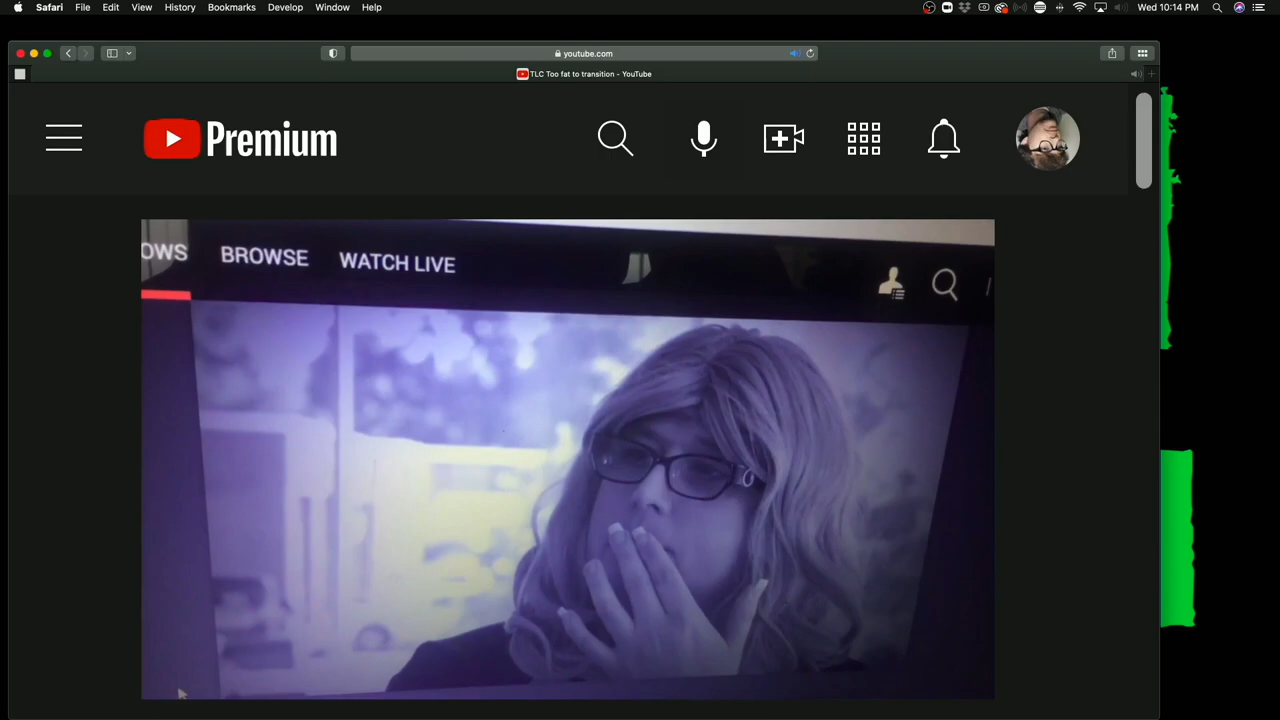 Safari File Edit View History Bookmarks Develop Window Help Wed 10:14 PM
youtube.com
TLC Too fat to transition - YouTube
Premium
OWS BROWSE WATCH LIVE